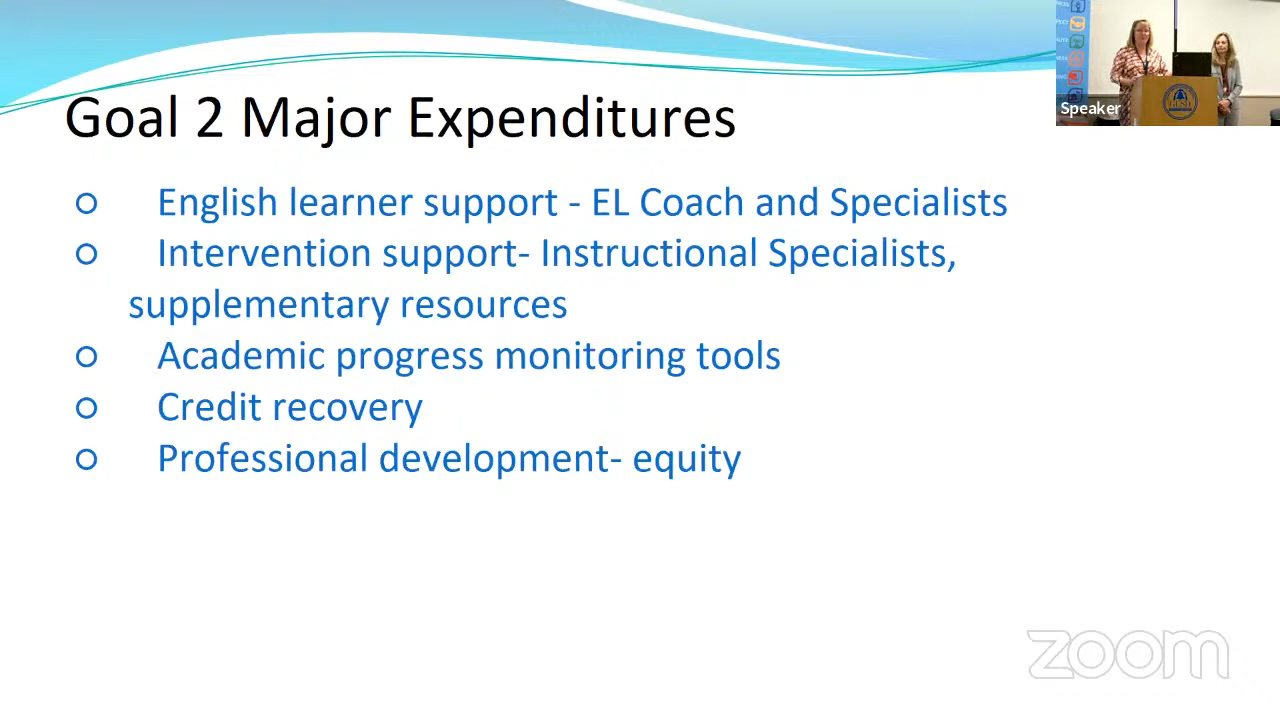 Goal 2 Major Expenditures
English learner support - EL Coach and Specialists
Intervention support- Instructional Specialists,
supplementary resources
Academic progress monitoring tools
Credit recovery
Professional development- equity
Speaker
zoom